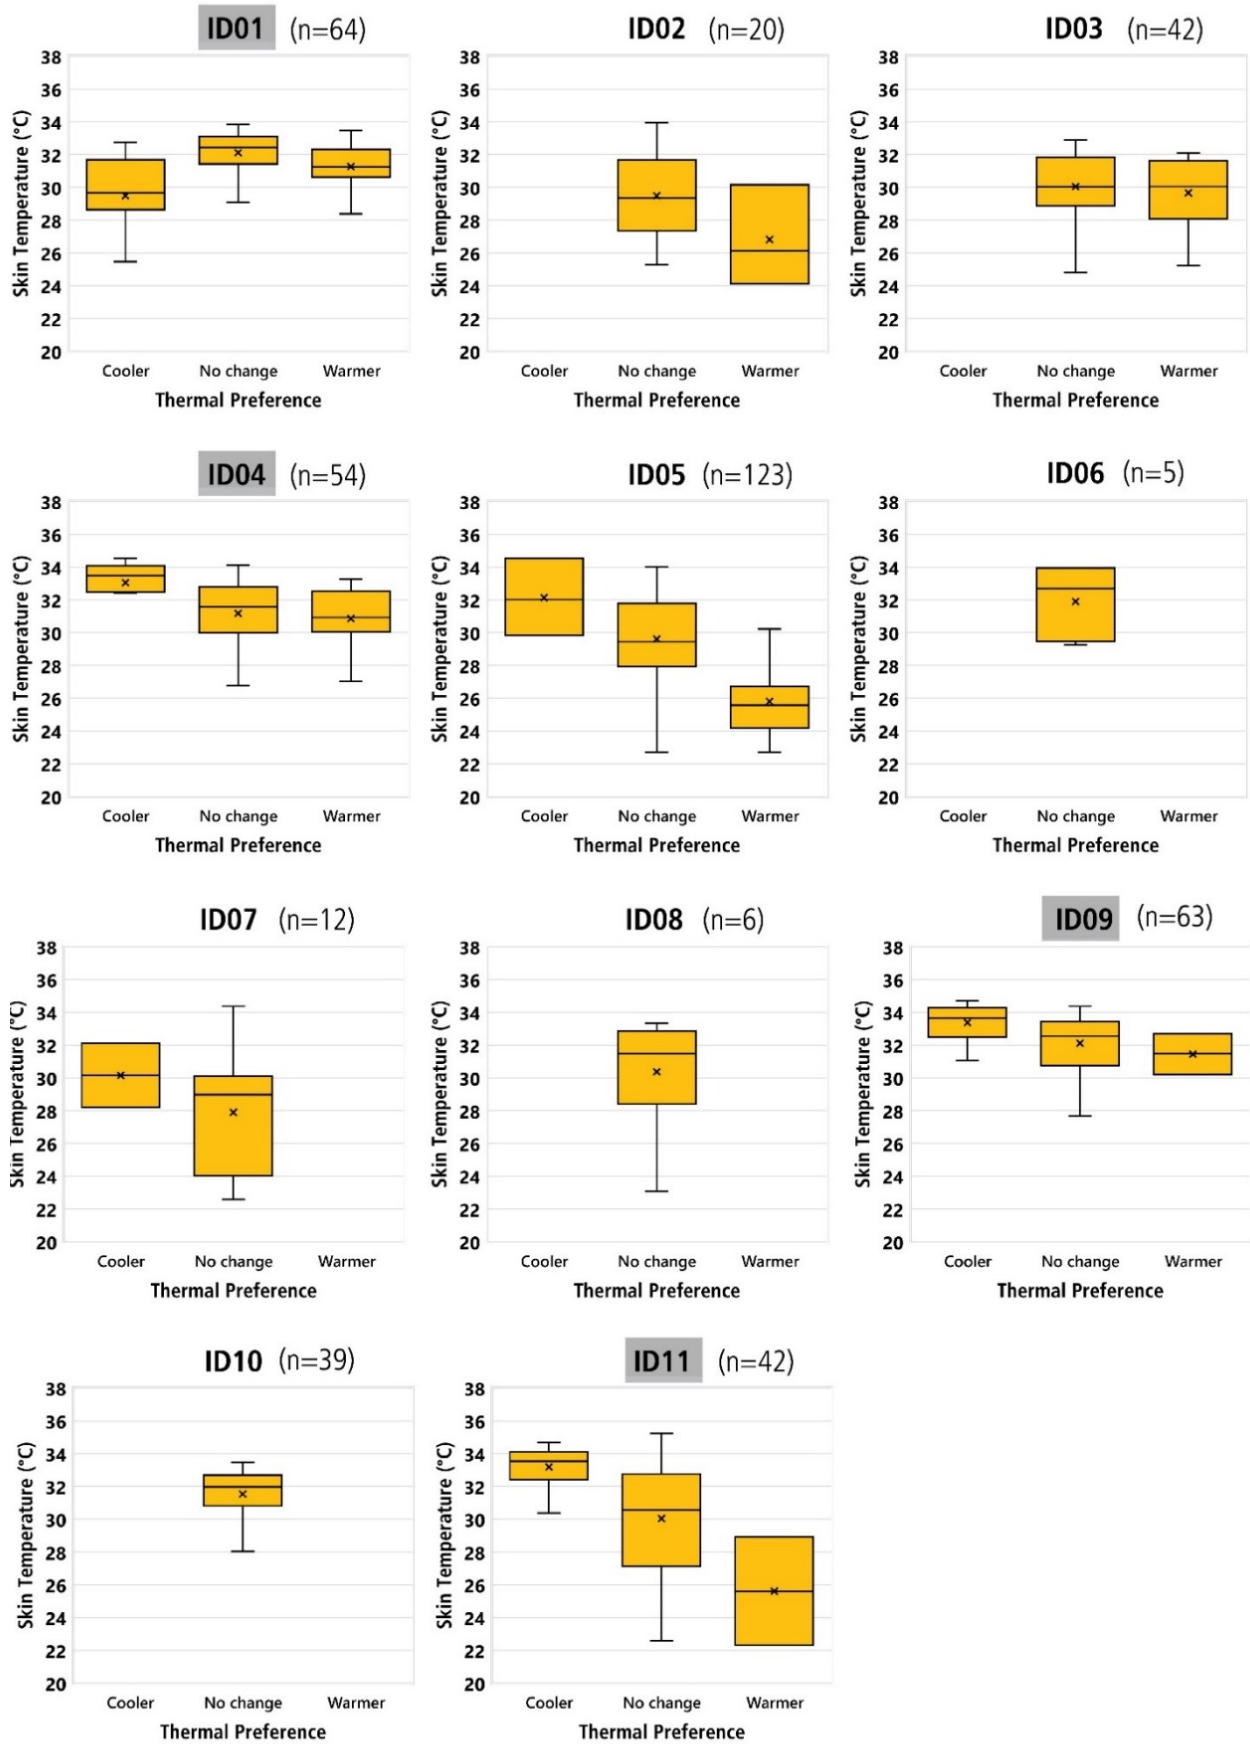 ID01 (n=64)
38
36
34
32
30
28
26
24
22
20
Skin Temperature (°C)
Cooler No change Warmer
Thermal Preference
ID02 (n=20)
38
36
34
32
30
28
26
24
22
20
Skin Temperature (°C)
Cooler No change Warmer
Thermal Preference
ID03 (n=42)
38
36
34
32
30
28
26
24
22
20
Skin Temperature (°C)
Cooler No change Warmer
Thermal Preference
ID04 (n=54)
38
36
34
32
30
28
26
24
22
20
Skin Temperature (°C)
Cooler No change Warmer
Thermal Preference
ID05 (n=123)
38
36
34
32
30
28
26
24
22
20
Skin Temperature (°C)
Cooler No change Warmer
Thermal Preference
ID06 (n=5)
38
36
34
32
30
28
26
24
22
20
Skin Temperature (°C)
Cooler No change Warmer
Thermal Preference
ID07 (n=12)
38
36
34
32
30
28
26
24
22
20
Skin Temperature (°C)
Cooler No change Warmer
Thermal Preference
ID08 (n=6)
38
36
34
32
30
28
26
24
22
20
Skin Temperature (°C)
Cooler No change Warmer
Thermal Preference
ID09 (n=63)
38
36
34
32
30
28
26
24
22
20
Skin Temperature (°C)
Cooler No change Warmer
Thermal Preference
ID10 (n=39)
38
36
34
32
30
28
26
24
22
20
Skin Temperature (°C)
Cooler No change Warmer
Thermal Preference
ID11 (n=42)
38
36
34
32
30
28
26
24
22
20
Skin Temperature (°C)
Cooler No change Warmer
Thermal Preference